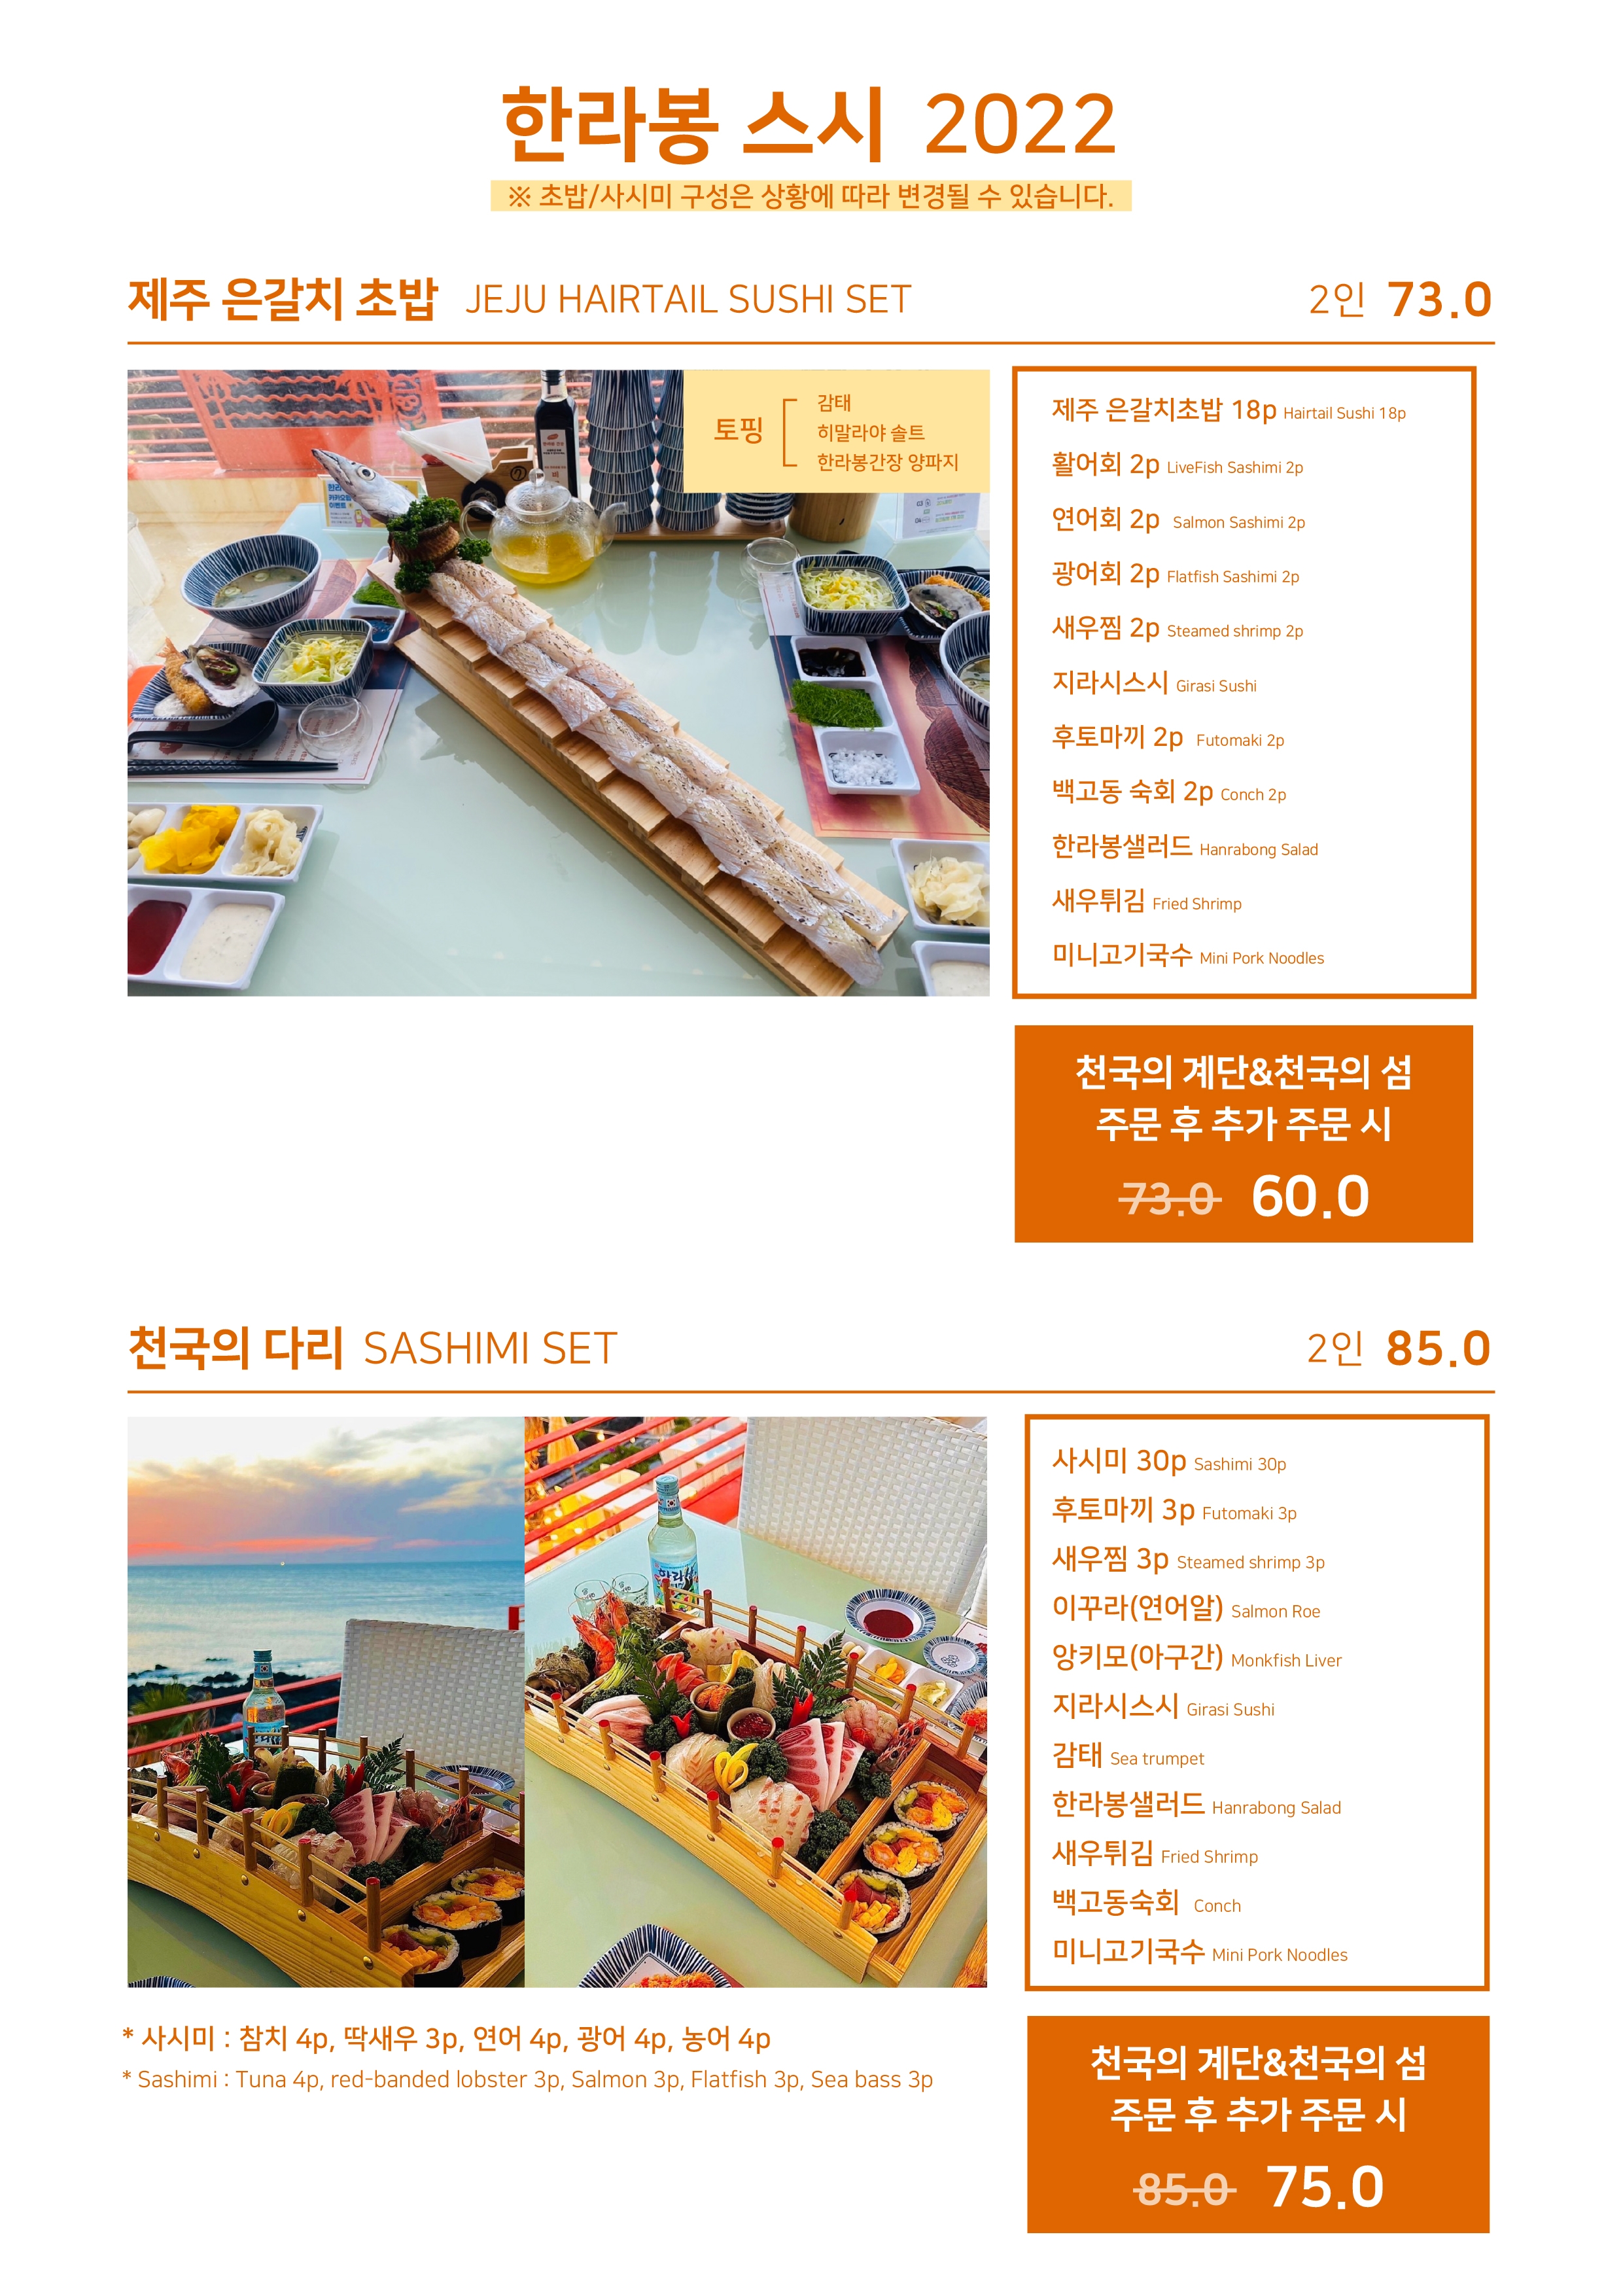 한라봉 스시 2022
※ 초밥/사시미 구성은 상황에 따라 변경될 수 있습니다.
제주 은갈치 초밥 JEJU HAIRTAIL SUSHI SET 2인 73.0
토핑
감태
히말라야 솔트
한라봉간장 양파지
제주 은갈치초밥 18p Hairtail Sushi 18p
활어회 2p LiveFish Sashimi 2p
연어회 2p Salmon Sashimi 2p
광어회 2p Flatfish Sashimi 2p
새우찜 2p Steamed shrimp 2p
지라시스시 Girasi Sushi
후토마끼 2p Futomaki 2p
백고동 숙회 2p Conch 2p
한라봉샐러드 Hanrabong Salad
새우튀김 Fried Shrimp
미니고기국수 Mini Pork Noodles
천국의 계단&천국의 섬
주문 후 추가 주문 시
73.0 60.0
천국의 다리 SASHIMI SET 2인 85.0
한라봉
사시미 30p Sashimi 30p
후토마끼 3p Futomaki 3p
새우찜 3p Steamed shrimp 3p
이꾸라(연어알) Salmon Roe
앙키모(아구간) Monkfish Liver
지라시스시 Girasi Sushi
감태 Sea trumpet
한라봉샐러드 Hanrabong Salad
새우튀김 Fried Shrimp
백고동숙회 Conch
미니고기국수 Mini Pork Noodles
* 사시미 : 참치 4p, 딱새우 3p, 연어 4p, 광어 4p, 농어 4p
* Sashimi : Tuna 4p, red-banded lobster 3p, Salmon 3p, Flatfish 3p, Sea bass 3p
천국의 계단&천국의 섬
주문 후 추가 주문 시
85.0 75.0